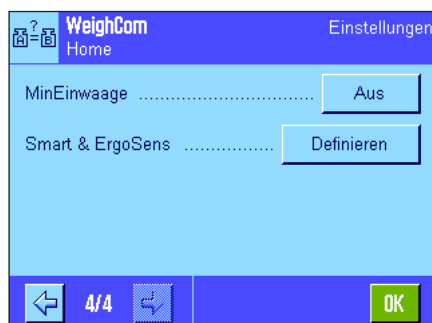 WeighCom
Einstellungen
Home
A ? = B
MinEinwaage ................................ Aus
Smart & ErgoSens ................ Definieren
4/4
OK